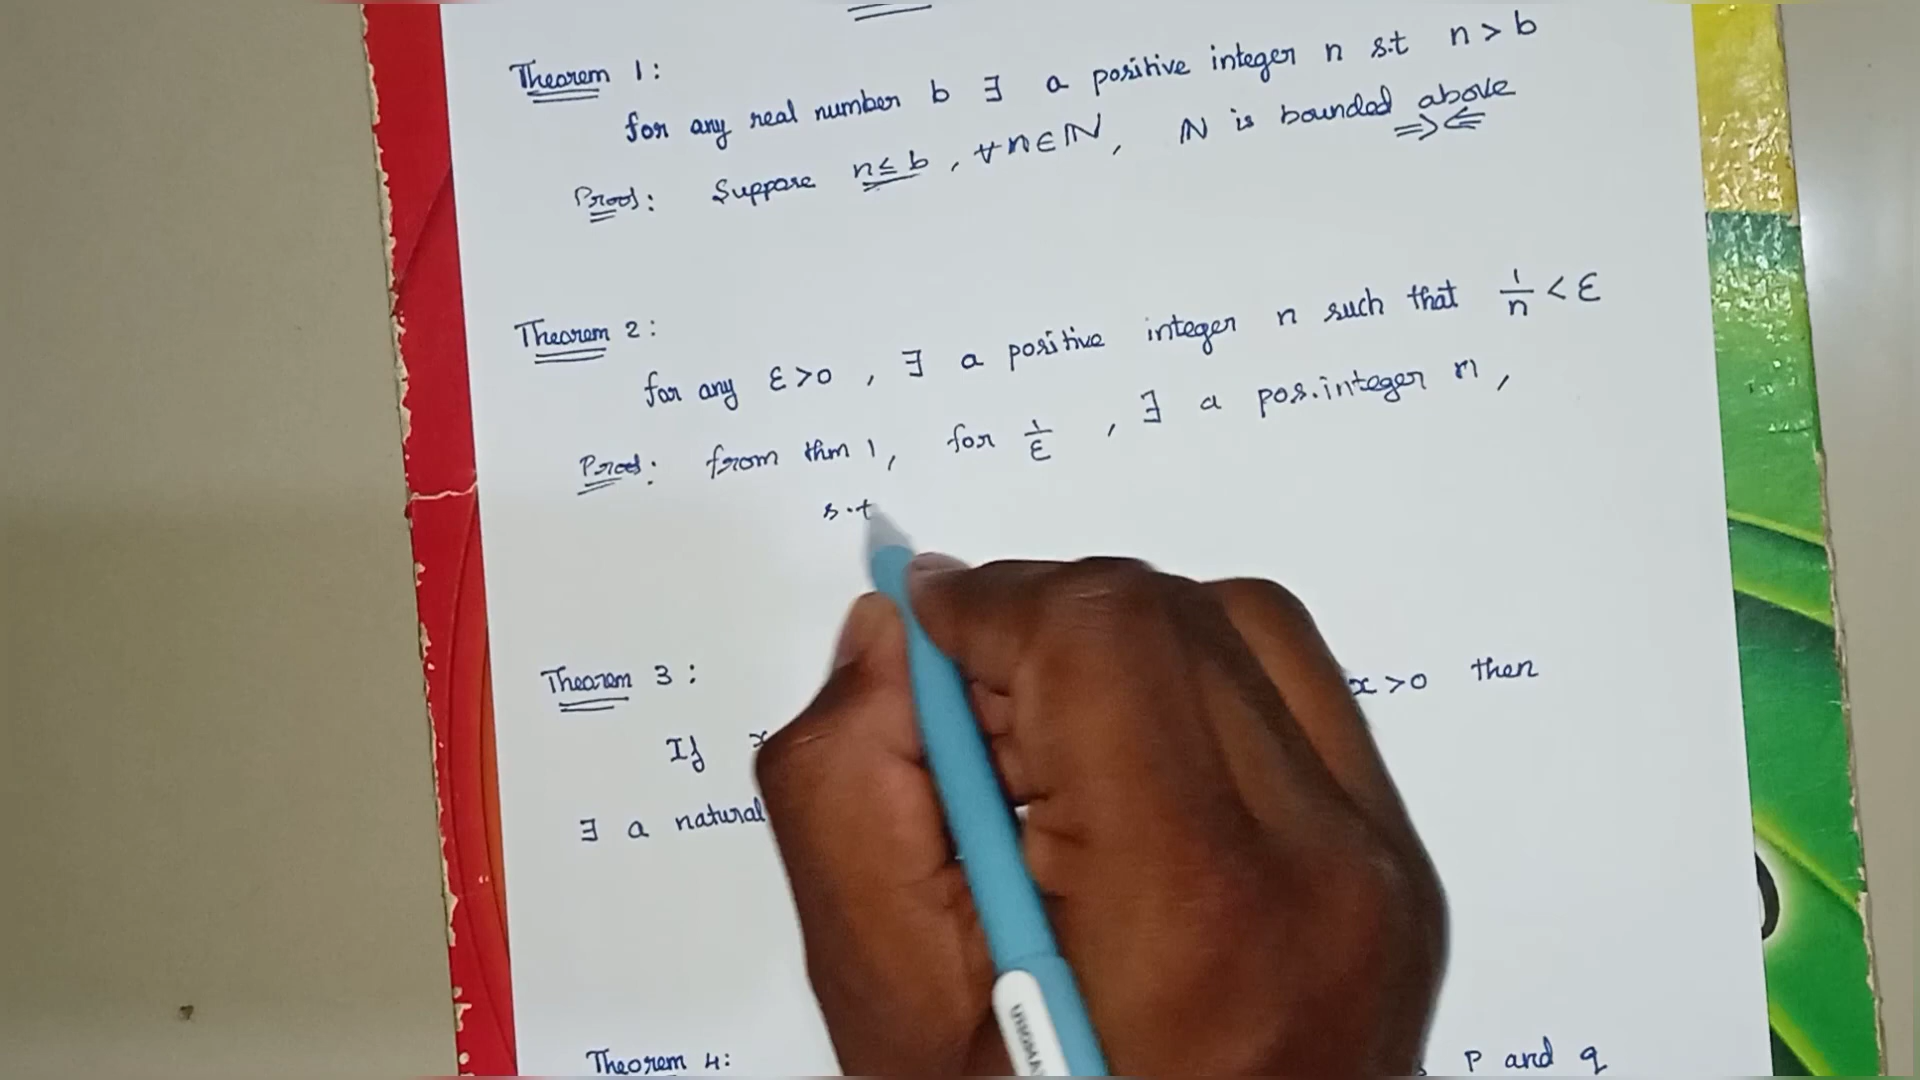 Theorem 1:
for any real number b ∃ a positive integer n s.t n > b
Proof: Suppose n ≤ b, ∀ n ∈ ℕ, ℕ is bounded above
⇒⇐
Theorem 2:
for any ε > 0, ∃ a positive integer n such that 1/n < ε
Proof: from thm 1, for 1/ε, ∃ a pos.integer n,
s.t
Theorem 3:
If x x > 0 then
∃ a natural
Theorem 4: p and q